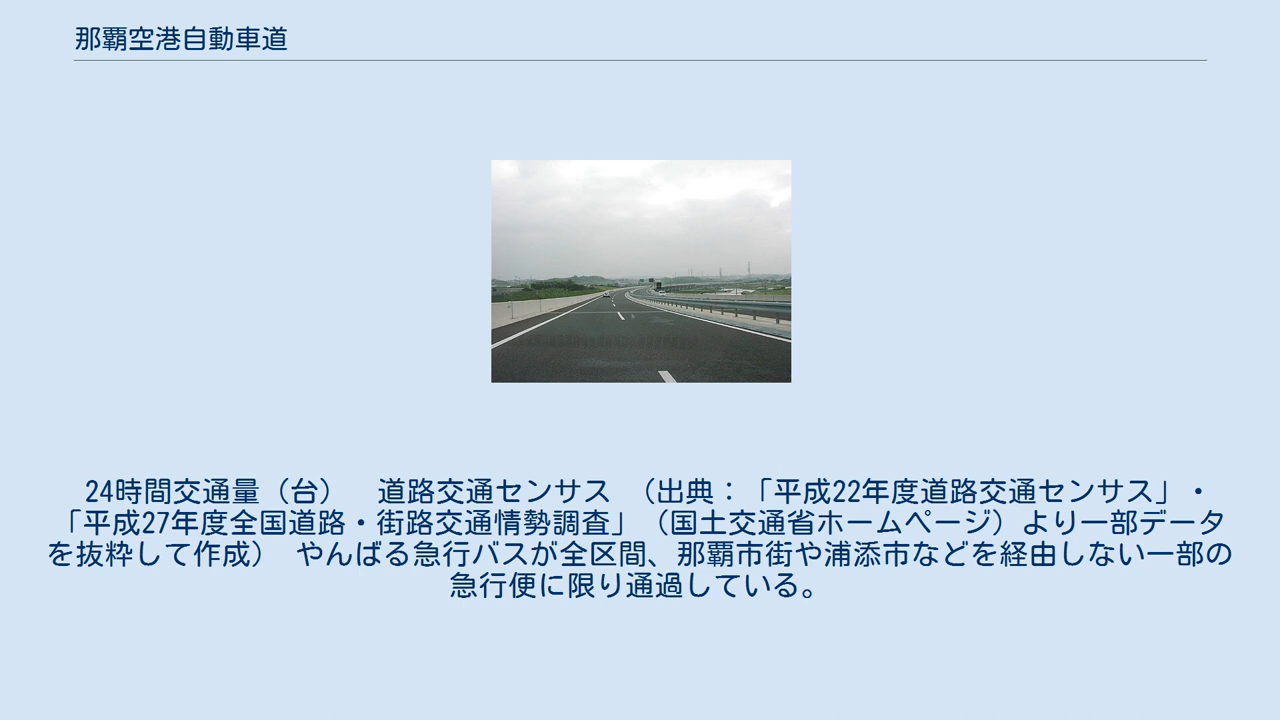 那覇空港自動車道
24時間交通量（台）　道路交通センサス　（出典：「平成22年度道路交通センサス」・
「平成27年度全国道路・街路交通情勢調査」（国土交通省ホームページ）より一部データ
を抜粋して作成）　やんばる急行バスが全区間、那覇市街や浦添市などを経由しない一部の
急行便に限り通過している。